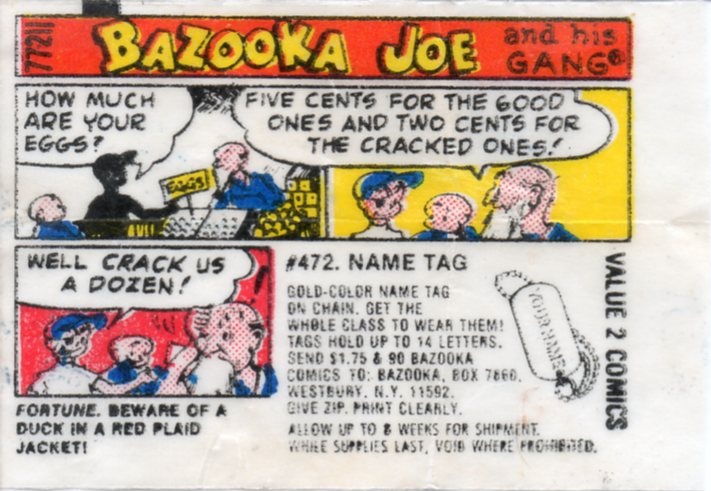 77211
BAZOOKA JOE
and his
GANG®
HOW MUCH
ARE YOUR
EGGS?
FIVE CENTS FOR THE GOOD
ONES AND TWO CENTS FOR
THE CRACKED ONES!
EGGS
WELL CRACK US
A DOZEN!
FORTUNE. BEWARE OF A
DUCK IN A RED PLAID
JACKET!
#472. NAME TAG
GOLD-COLOR NAME TAG
ON CHAIN. GET THE
WHOLE CLASS TO WEAR THEM!
TAGS HOLD UP TO 14 LETTERS.
SEND $1.75 & 90 BAZOOKA
COMICS TO: BAZOOKA, BOX 7860,
WESTBURY, N.Y. 11592.
GIVE ZIP. PRINT CLEARLY.
ALLOW UP TO 8 WEEKS FOR SHIPMENT.
WHILE SUPPLIES LAST, VOID WHERE PROHIBITED.
YOUR NAME
VALUE 2 COMICS